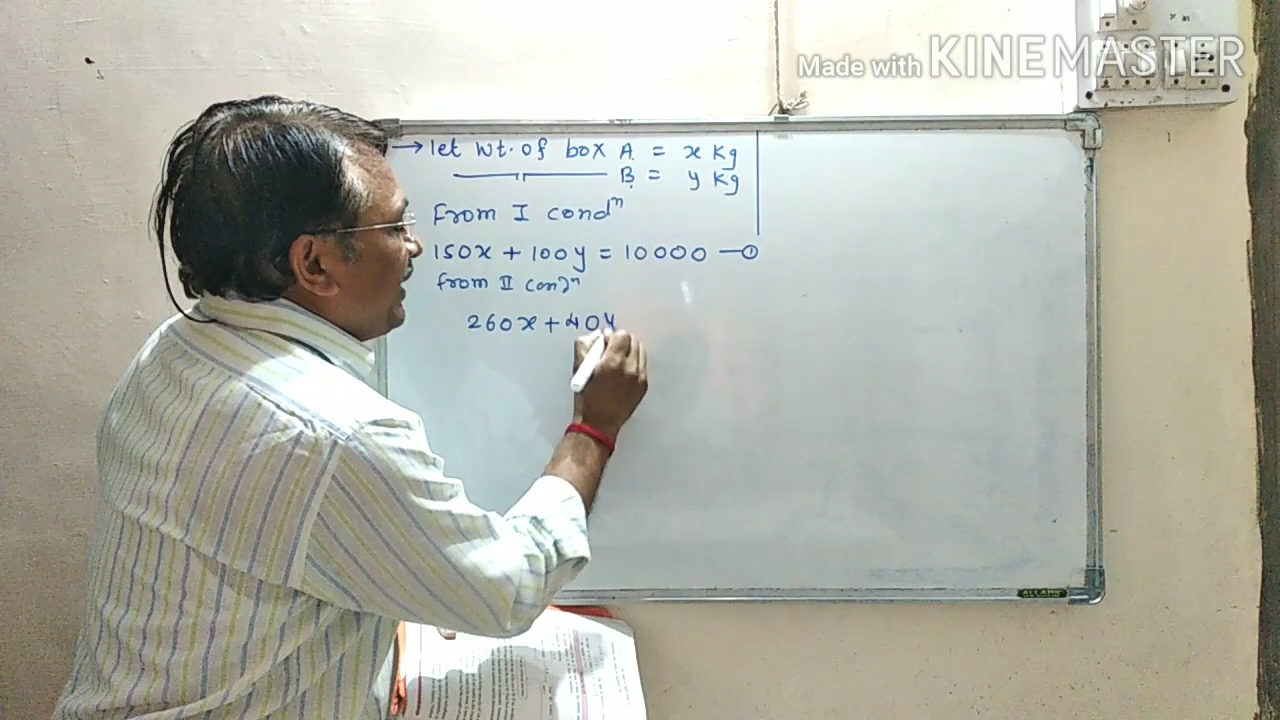 Made with KINEMASTER
→ let wt. of box A = x Kg
B = y Kg
From I condⁿ
150x + 100y = 10000 —①
from II condⁿ
260x + 40y